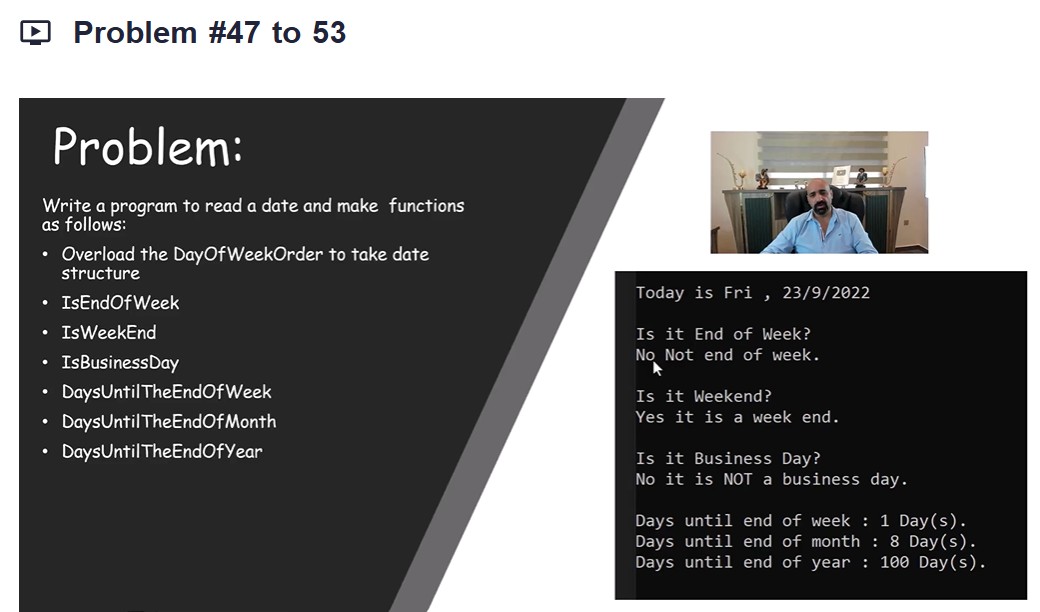 Problem #47 to 53
Problem:
Write a program to read a date and make functions
as follows:
• Overload the DayOfWeekOrder to take date
structure
• IsEndOfWeek
• IsWeekEnd
• IsBusinessDay
• DaysUntilTheEndOfWeek
• DaysUntilTheEndOfMonth
• DaysUntilTheEndOfYear
Today is Fri , 23/9/2022
Is it End of Week?
No Not end of week.
Is it Weekend?
Yes it is a week end.
Is it Business Day?
No it is NOT a business day.
Days until end of week : 1 Day(s).
Days until end of month : 8 Day(s).
Days until end of year : 100 Day(s).